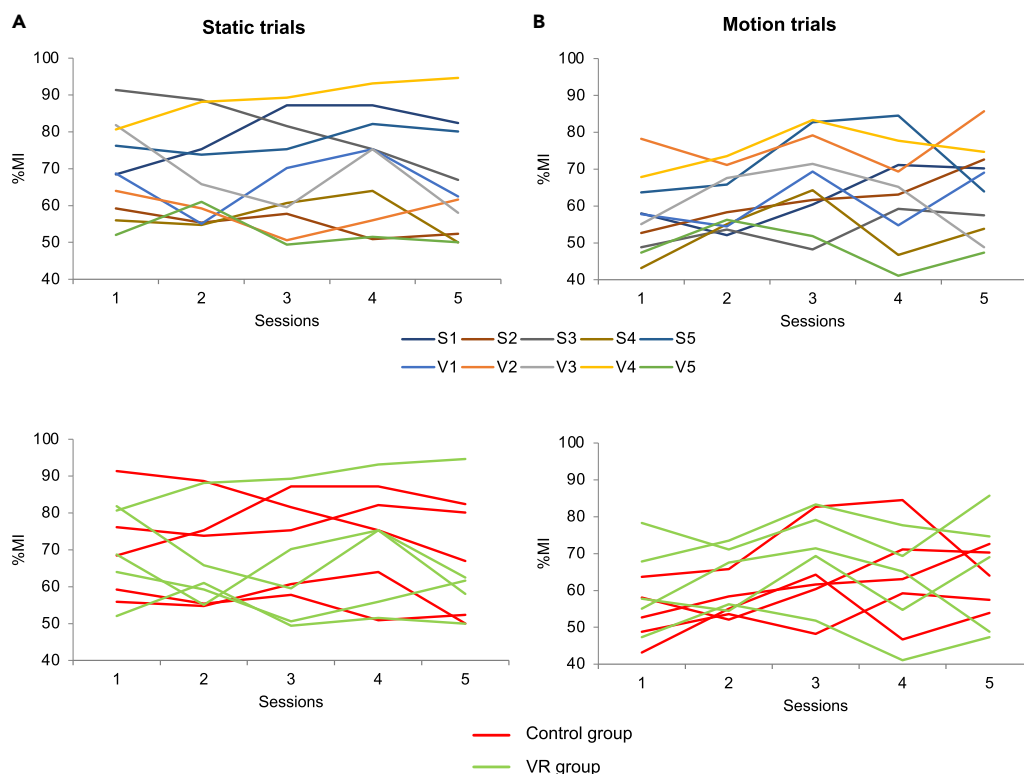 A
Static trials
100
90
80
70
60
50
40
%MI
1 2 3 4 5
Sessions
B
Motion trials
100
90
80
70
60
50
40
%MI
1 2 3 4 5
Sessions
S1 S2 S3 S4 S5
V1 V2 V3 V4 V5
100
90
80
70
60
50
40
%MI
1 2 3 4 5
Sessions
100
90
80
70
60
50
40
%MI
1 2 3 4 5
Sessions
Control group
VR group